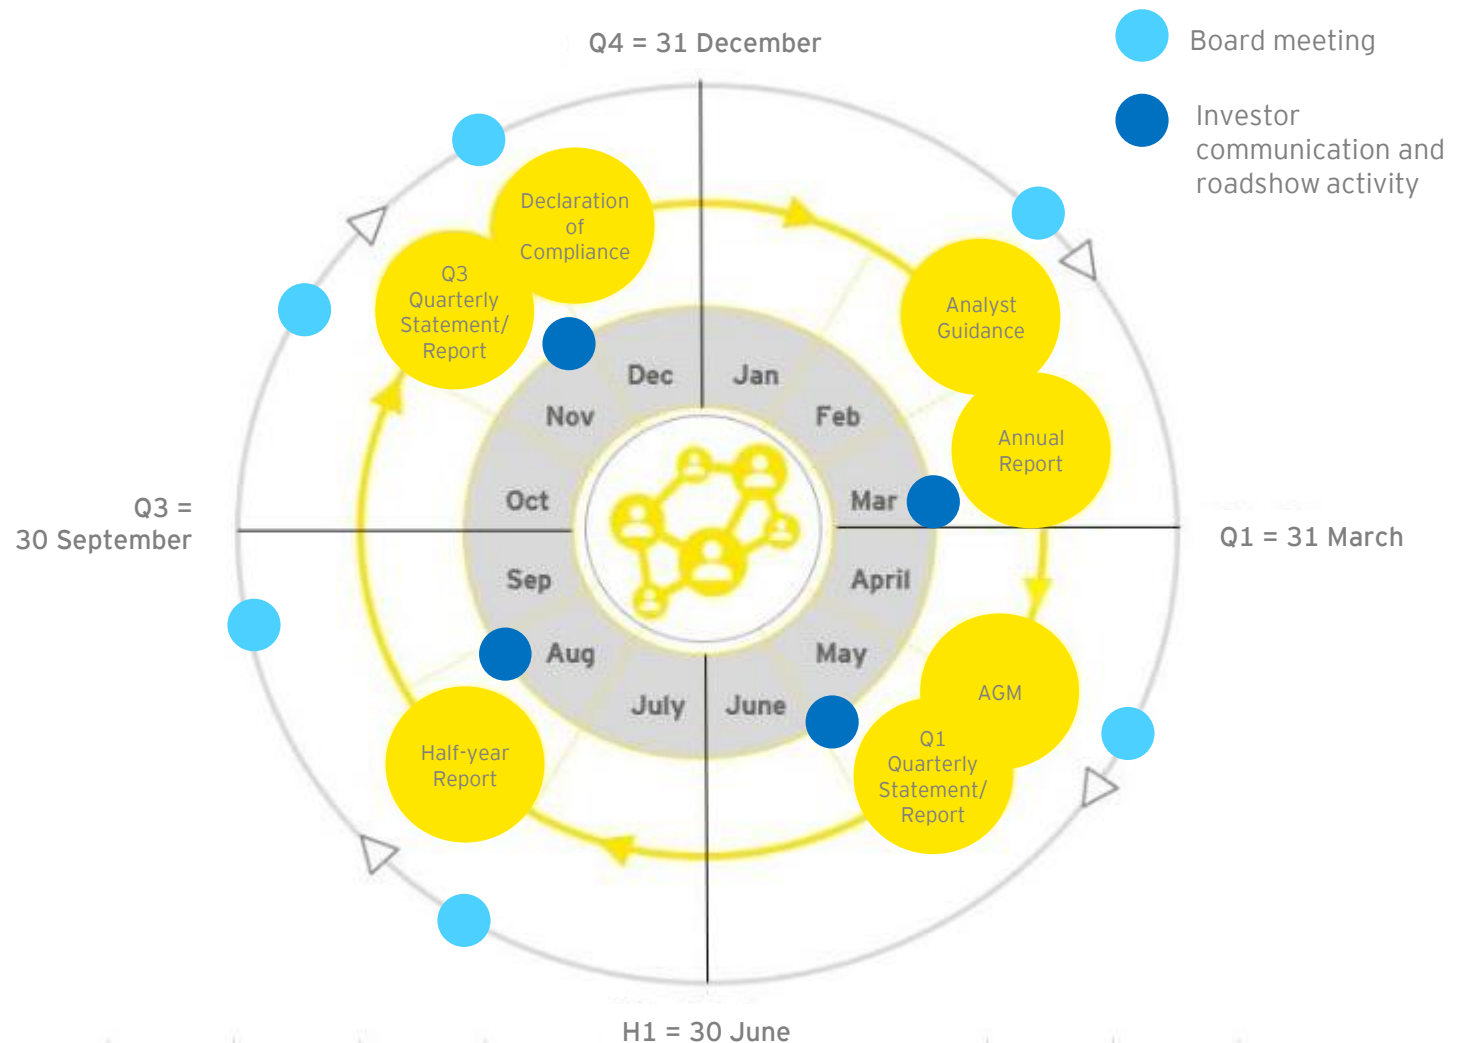 Q4 = 31 December
Board meeting
Investor
communication and
roadshow activity
Declaration
of
Compliance
Q3
Quarterly
Statement/
Report
Analyst
Guidance
Annual
Report
Dec
Jan
Nov
Feb
Oct
Mar
Sep
April
Aug
May
July
June
Q3 =
30 September
Q1 = 31 March
AGM
Q1
Quarterly
Statement/
Report
Half-year
Report
H1 = 30 June